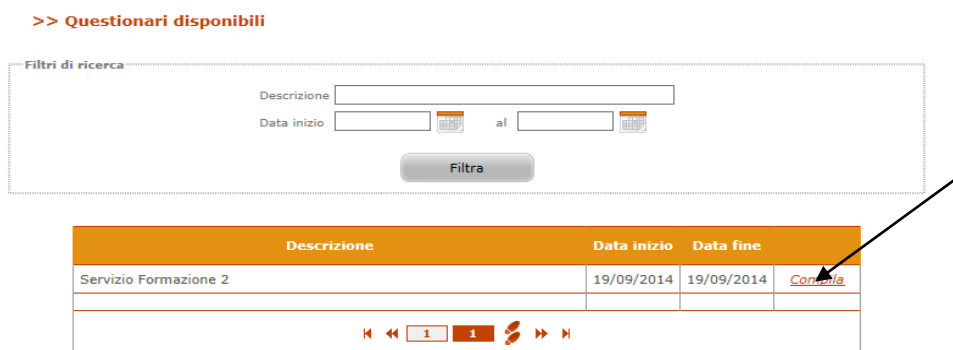 >> Questionari disponibili
Filtri di ricerca
Descrizione
Data inizio al
Filtra
Descrizione Data inizio Data fine
Servizio Formazione 2 19/09/2014 19/09/2014 Compila
1 1